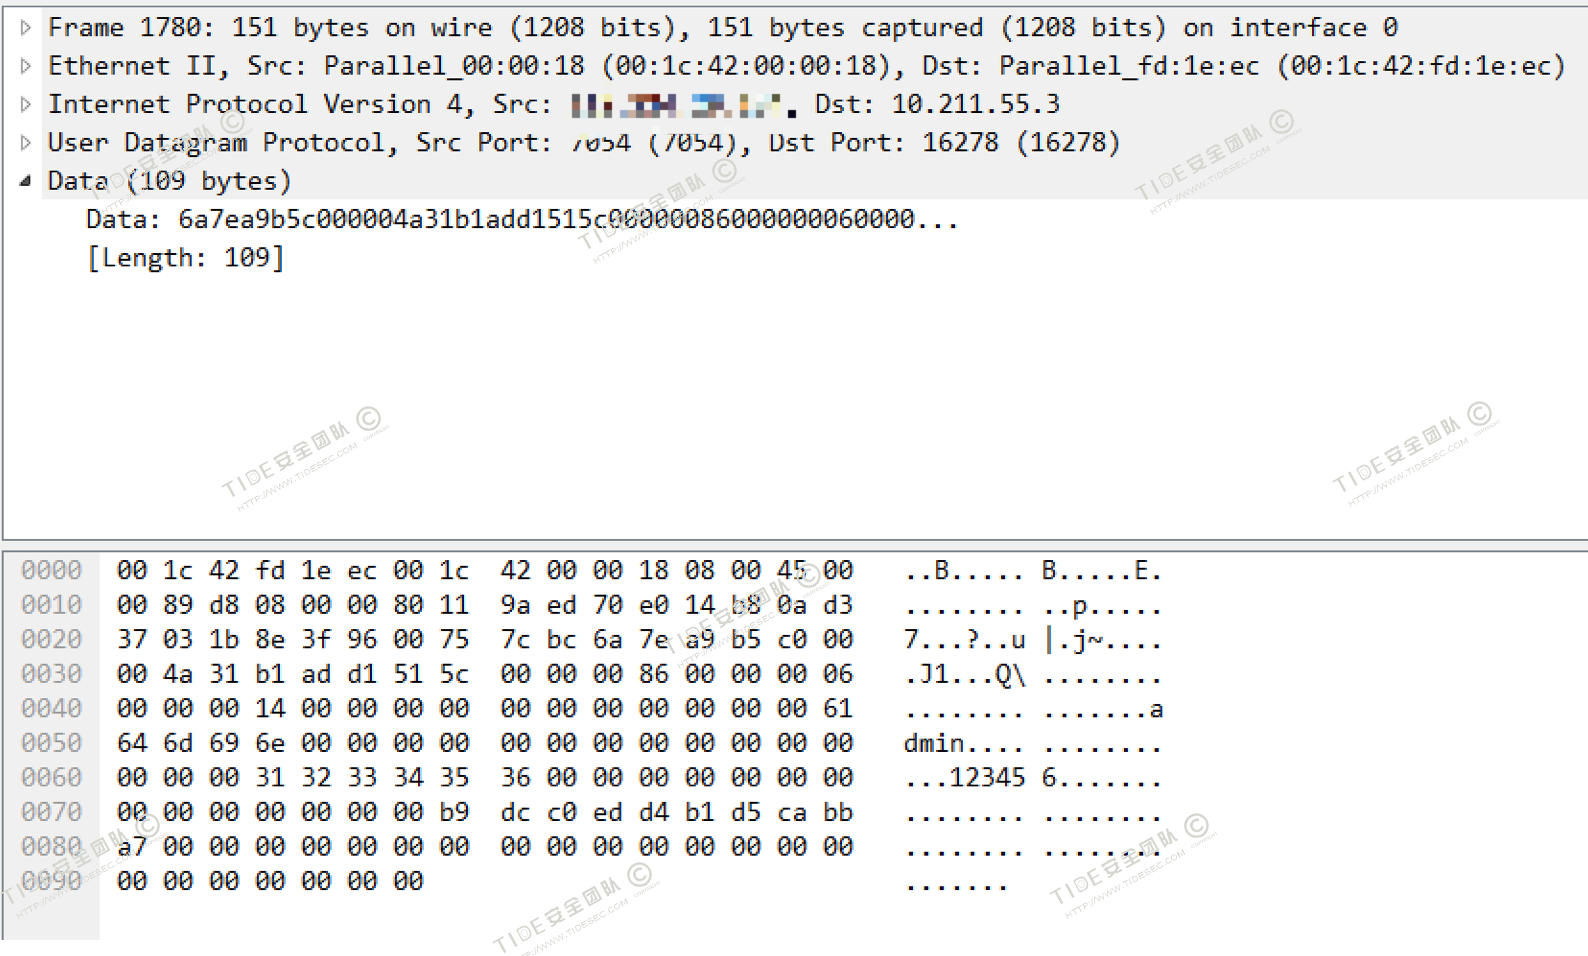 Frame 1780: 151 bytes on wire (1208 bits), 151 bytes captured (1208 bits) on interface 0
Ethernet II, Src: Parallel_00:00:18 (00:1c:42:00:00:18), Dst: Parallel_fd:1e:ec (00:1c:42:fd:1e:ec)
Internet Protocol Version 4, Src: Dst: 10.211.55.3
User Datagram Protocol, Src Port: 7054 (7054), Dst Port: 16278 (16278)
Data (109 bytes)
Data: 6a7ea9b5c000004a31b1add1515c00000086000000060000...
[Length: 109]
TIDE安全团队 ©
HTTP://WWW.TIDESEC.COM
0000 00 1c 42 fd 1e ec 00 1c 42 00 00 18 08 00 45 00 ..B..... B.....E.
0010 00 89 d8 08 00 00 80 11 9a ed 70 e0 14 b8 0a d3 ........ ..p.....
0020 37 03 1b 8e 3f 96 00 75 7c bc 6a 7e a9 b5 c0 00 7...?..u |.j~....
0030 00 4a 31 b1 ad d1 51 5c 00 00 00 86 00 00 00 06 .J1...Q\ ........
0040 00 00 00 14 00 00 00 00 00 00 00 00 00 00 00 61 ........ .......a
0050 64 6d 69 6e 00 00 00 00 00 00 00 00 00 00 00 00 dmin.... ........
0060 00 00 00 31 32 33 34 35 36 00 00 00 00 00 00 00 ...12345 6.......
0070 00 00 00 00 00 00 00 b9 dc c0 ed d4 b1 d5 ca bb ........ ........
0080 a7 00 00 00 00 00 00 00 00 00 00 00 00 00 00 00 ........ ........
0090 00 00 00 00 00 00 00 .......